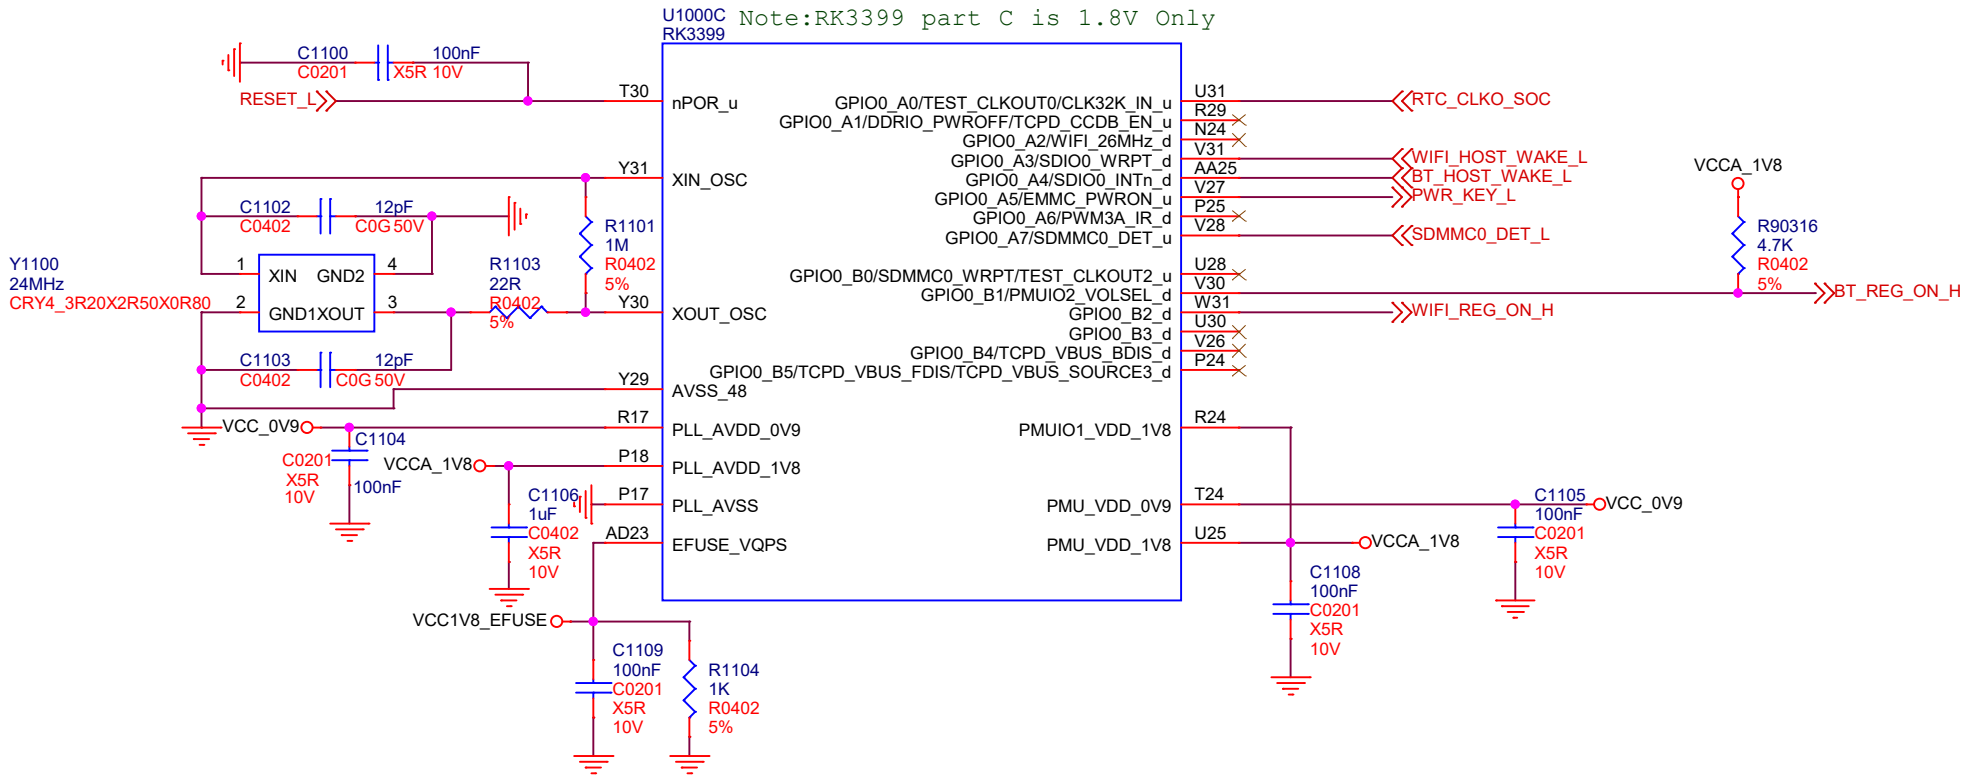 U1000C
RK3399
Note:RK3399 part C is 1.8V Only
C1100
C0201
100nF
X5R 10V
RESET_L
T30
nPOR_u
Y31
XIN_OSC
C1102
C0402
12pF
C0G 50V
R1101
1M
R0402
5%
Y1100
24MHz
CRY4_3R20X2R50X0R80
1
XIN
GND2
4
2
GND1
XOUT
3
R1103
22R
R0402
5%
Y30
XOUT_OSC
C1103
C0402
12pF
C0G 50V
Y29
AVSS_48
VCC_0V9
R17
PLL_AVDD_0V9
C1104
C0201
X5R
10V
100nF
VCCA_1V8
P18
PLL_AVDD_1V8
C1106
1uF
C0402
X5R
10V
P17
PLL_AVSS
AD23
EFUSE_VQPS
VCC1V8_EFUSE
C1109
100nF
C0201
X5R
10V
R1104
1K
R0402
5%
GPIO0_A0/TEST_CLKOUT0/CLK32K_IN_u
U31
RTC_CLKO_SOC
GPIO0_A1/DDRIO_PWROFF/TCPD_CCDB_EN_u
R29
GPIO0_A2/WIFI_26MHz_d
N24
GPIO0_A3/SDIO0_WRPT_d
V31
WIFI_HOST_WAKE_L
GPIO0_A4/SDIO0_INTn_d
AA25
BT_HOST_WAKE_L
GPIO0_A5/EMMC_PWRON_u
V27
PWR_KEY_L
GPIO0_A6/PWM3A_IR_d
P25
GPIO0_A7/SDMMC0_DET_u
V28
SDMMC0_DET_L
GPIO0_B0/SDMMC0_WRPT/TEST_CLKOUT2_u
U28
GPIO0_B1/PMUIO2_VOLSEL_d
V30
BT_REG_ON_H
GPIO0_B2_d
W31
WIFI_REG_ON_H
GPIO0_B3_d
U30
GPIO0_B4/TCPD_VBUS_BDIS_d
V26
GPIO0_B5/TCPD_VBUS_FDIS/TCPD_VBUS_SOURCE3_d
P24
VCCA_1V8
R90316
4.7K
R0402
5%
PMUIO1_VDD_1V8
R24
PMU_VDD_0V9
T24
C1105
100nF
C0201
X5R
10V
VCC_0V9
PMU_VDD_1V8
U25
VCCA_1V8
C1108
100nF
C0201
X5R
10V